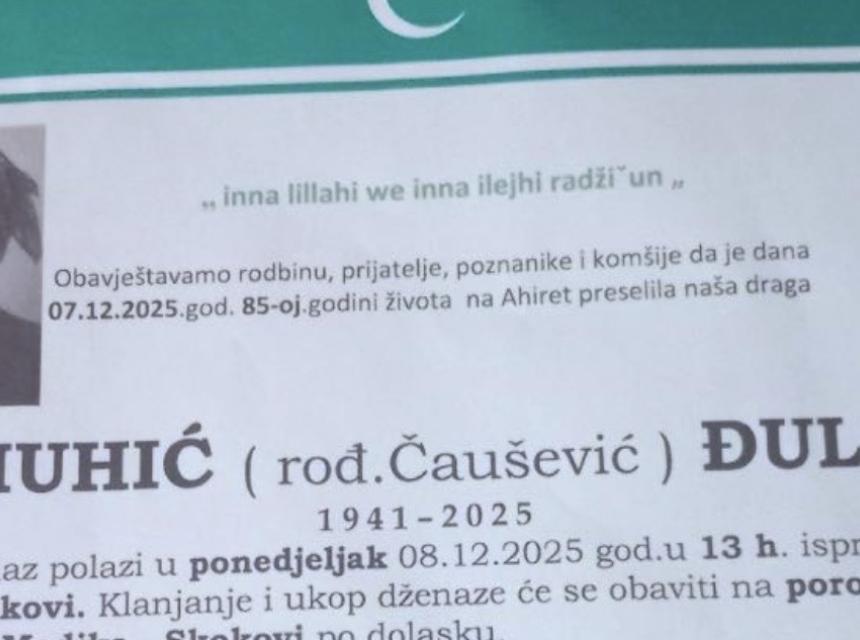 „ inna lillahi we inna ilejhi radžiˇun „
Obavještavamo rodbinu, prijatelje, poznanike i komšije da je dana
07.12.2025.god. 85-oj.godini života na Ahiret preselila naša draga
( rođ.Čaušević )
1941-2025
polazi u ponedjeljak 08.12.2025 god.u 13 h.
Klanjanje i ukop dženaze će se obaviti na
Skokovi po dolasku.